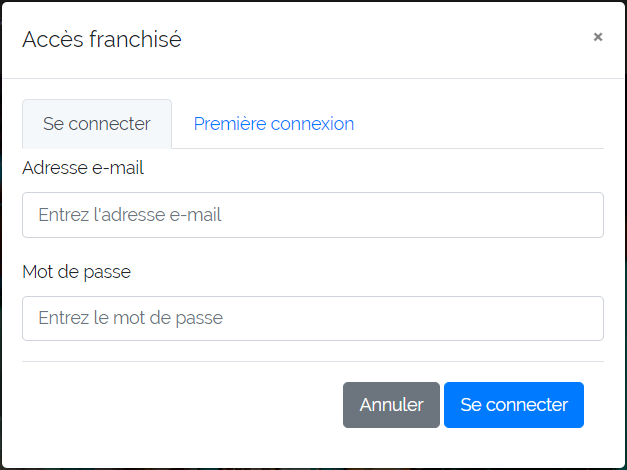 Accès franchisé
×
Se connecter Première connexion
Adresse e-mail
Entrez l'adresse e-mail
Mot de passe
Entrez le mot de passe
Annuler Se connecter